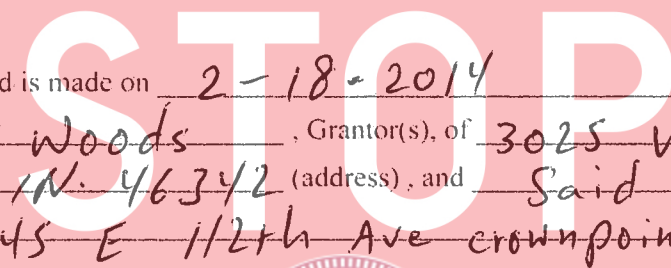 STOP
d is made on 2-18-2014
Woods , Grantor(s), of 3025
IN. 46342 (address) , and Said
45 E 112th Ave crownpoin